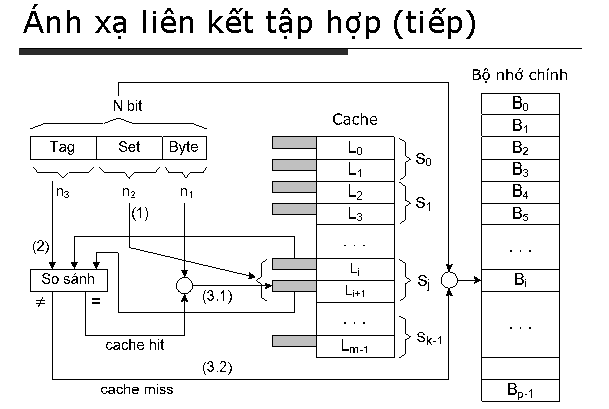 Ánh xạ liên kết tập hợp (tiếp)
Bộ nhớ chính
N bit
Cache
Tag Set Byte
n3 n2 n1
(1)
(2)
So sánh
≠ =
(3.1)
cache hit
(3.2)
cache miss
L0
L1
L2
L3
. . .
Li
Li+1
. . .
Lm-1
S0
S1
Sj
Sk-1
B0
B1
B2
B3
B4
B5
. . .
Bi
. . .
Bp-1